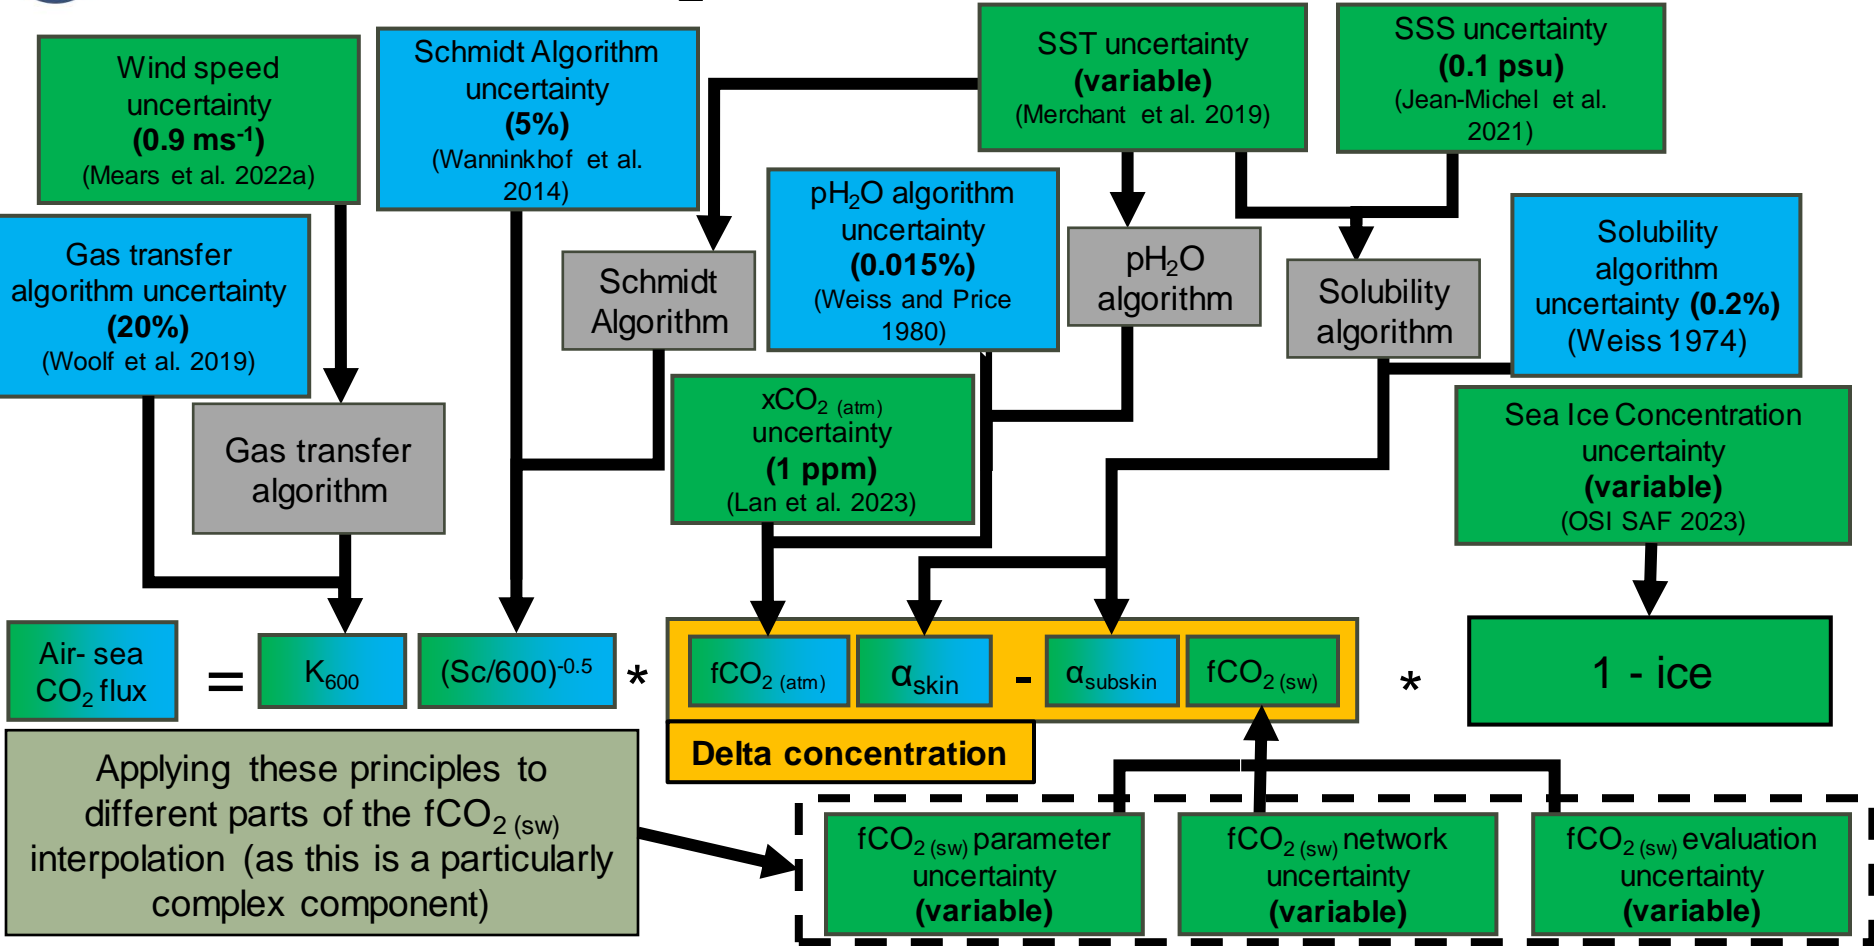 Wind speed
uncertainty
(0.9 ms⁻¹)
(Mears et al. 2022a)
Schmidt Algorithm
uncertainty
(5%)
(Wanninkhof et al.
2014)
SST uncertainty
(variable)
(Merchant et al. 2019)
SSS uncertainty
(0.1 psu)
(Jean-Michel et al.
2021)
Gas transfer
algorithm uncertainty
(20%)
(Woolf et al. 2019)
Schmidt
Algorithm
pH₂O algorithm
uncertainty
(0.015%)
(Weiss and Price
1980)
pH₂O
algorithm
Solubility
algorithm
Solubility
algorithm
uncertainty (0.2%)
(Weiss 1974)
Gas transfer
algorithm
xCO₂ (atm)
uncertainty
(1 ppm)
(Lan et al. 2023)
Sea Ice Concentration
uncertainty
(variable)
(OSI SAF 2023)
Air- sea
CO₂ flux
=
K₆₀₀
(Sc/600)⁻⁰·⁵
*
fCO₂ (atm)
αskin
-
αsubskin
fCO₂ (sw)
*
1 - ice
Delta concentration
Applying these principles to
different parts of the fCO₂ (sw)
interpolation (as this is a particularly
complex component)
fCO₂ (sw) parameter
uncertainty
(variable)
fCO₂ (sw) network
uncertainty
(variable)
fCO₂ (sw) evaluation
uncertainty
(variable)